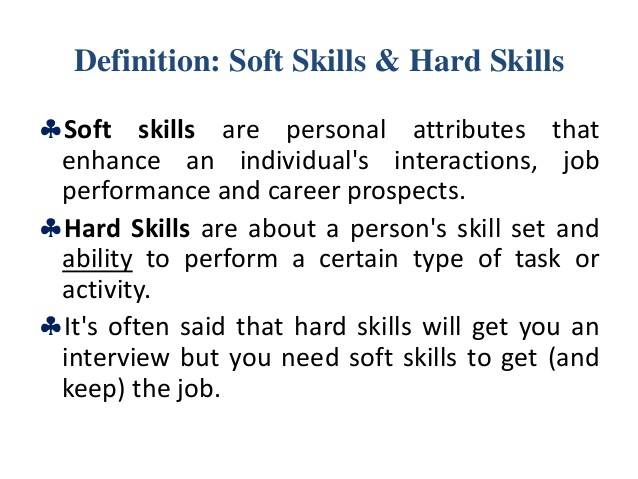 Definition: Soft Skills & Hard Skills
♣Soft skills are personal attributes that
enhance an individual's interactions, job
performance and career prospects.
♣Hard Skills are about a person's skill set and
ability to perform a certain type of task or
activity.
♣It's often said that hard skills will get you an
interview but you need soft skills to get (and
keep) the job.